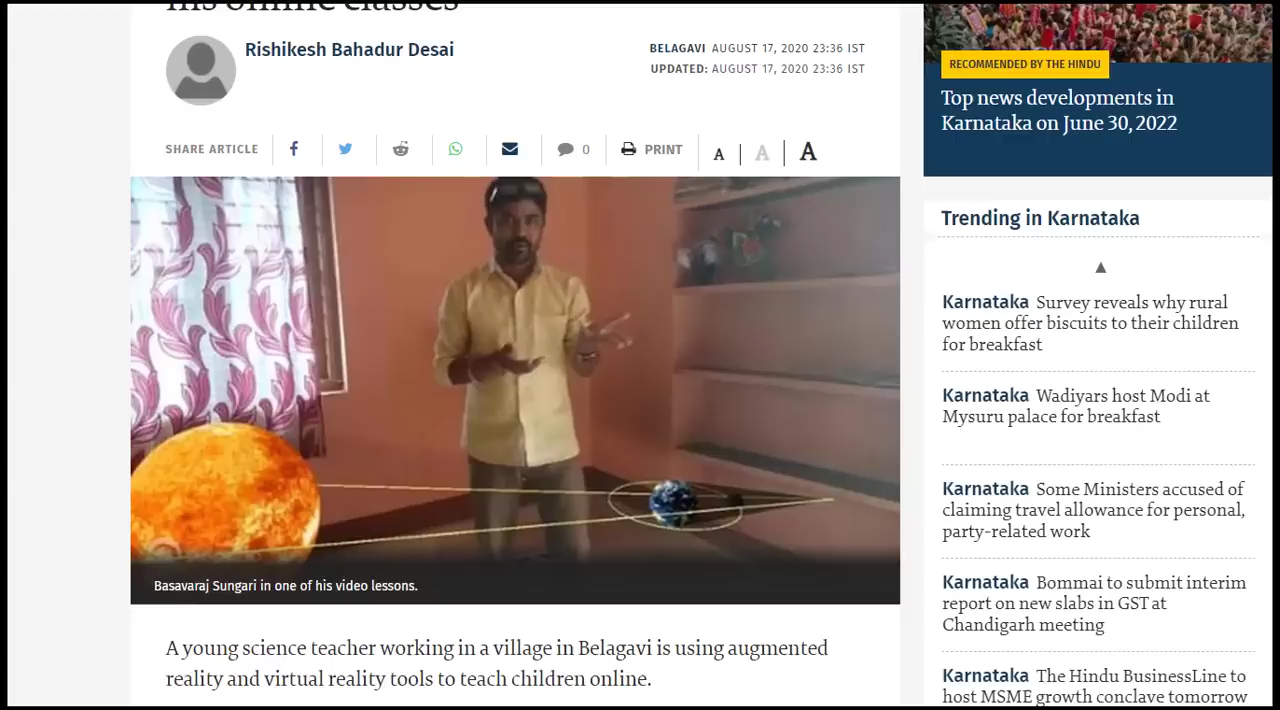 his online classes
Rishikesh Bahadur Desai
BELAGAVI AUGUST 17, 2020 23:36 IST
UPDATED: AUGUST 17, 2020 23:36 IST
SHARE ARTICLE
0
PRINT
A
A
A
Basavaraj Sungari in one of his video lessons.
A young science teacher working in a village in Belagavi is using augmented
reality and virtual reality tools to teach children online.
RECOMMENDED BY THE HINDU
Top news developments in
Karnataka on June 30, 2022
Trending in Karnataka
Karnataka Survey reveals why rural
women offer biscuits to their children
for breakfast
Karnataka Wadiyars host Modi at
Mysuru palace for breakfast
Karnataka Some Ministers accused of
claiming travel allowance for personal,
party-related work
Karnataka Bommai to submit interim
report on new slabs in GST at
Chandigarh meeting
Karnataka The Hindu BusinessLine to
host MSME growth conclave tomorrow